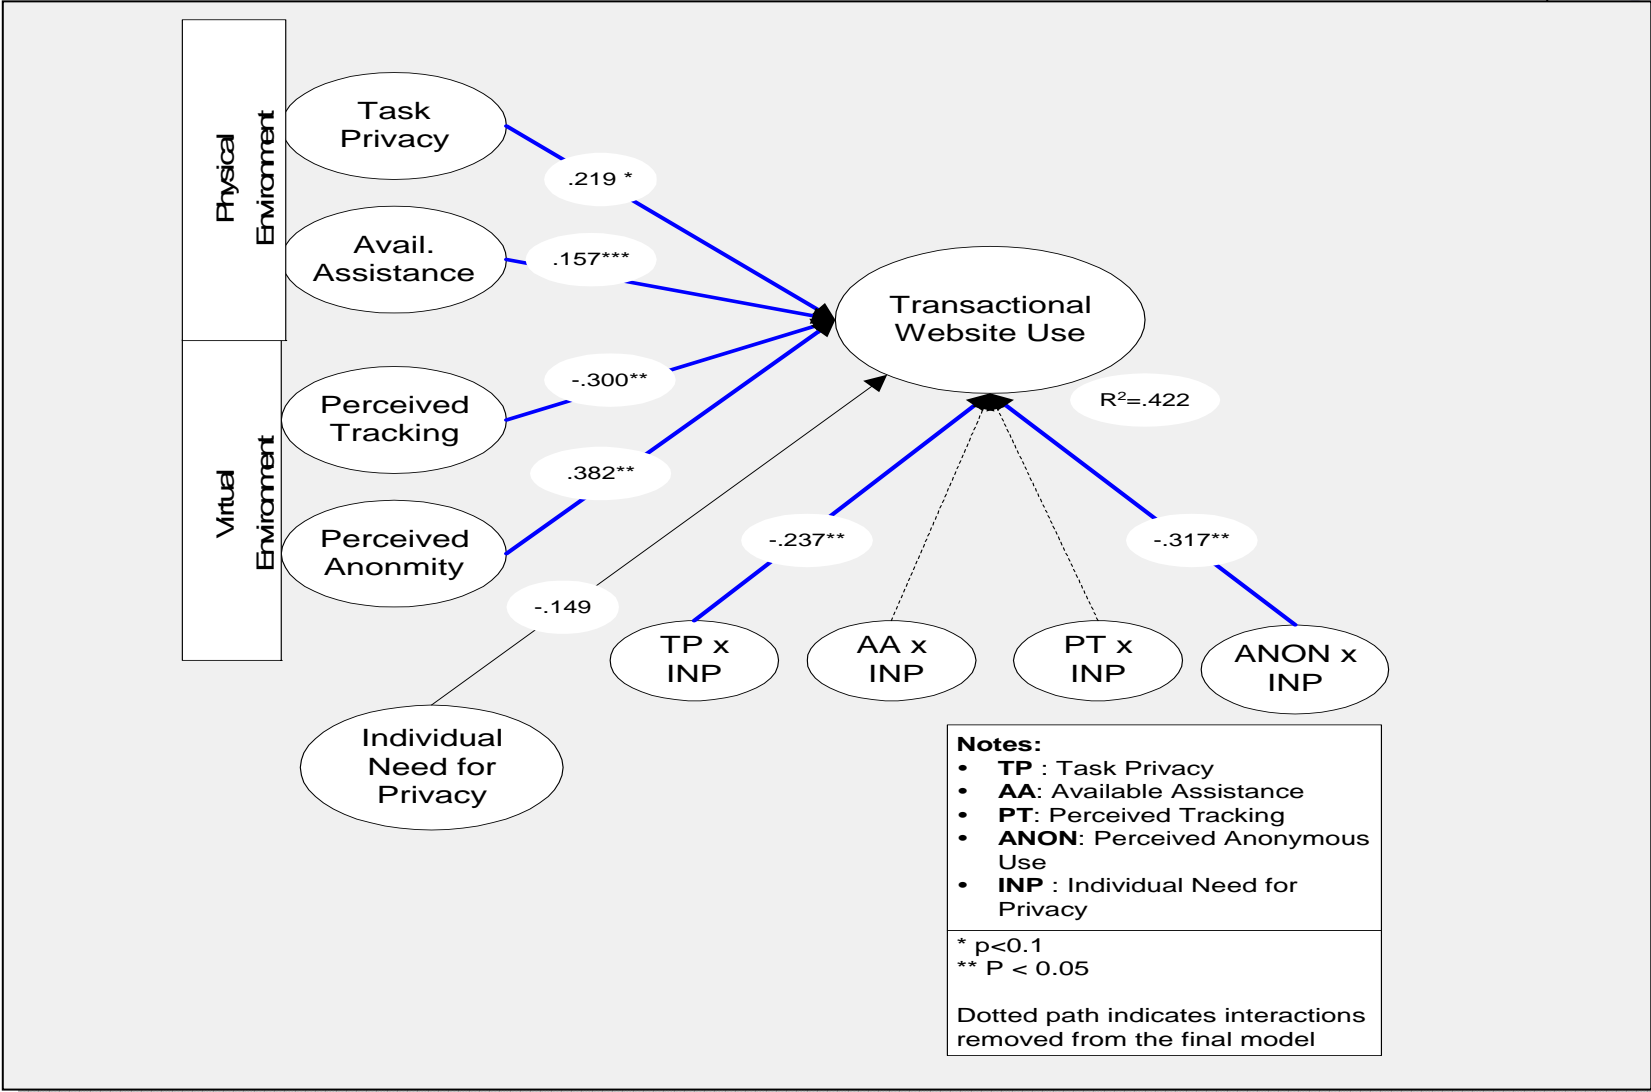 Physical
Environment
Task
Privacy
.219 *
Avail.
Assistance
.157***
Transactional
Website Use
R²=.422
Virtual
Environment
Perceived
Tracking
-.300**
.382**
Perceived
Anonmity
-.149
-.237**
-.317**
TP x
INP
AA x
INP
PT x
INP
ANON x
INP
Individual
Need for
Privacy
Notes:
• TP : Task Privacy
• AA: Available Assistance
• PT: Perceived Tracking
• ANON: Perceived Anonymous
Use
• INP : Individual Need for
Privacy
* p<0.1
** P < 0.05
Dotted path indicates interactions
removed from the final model